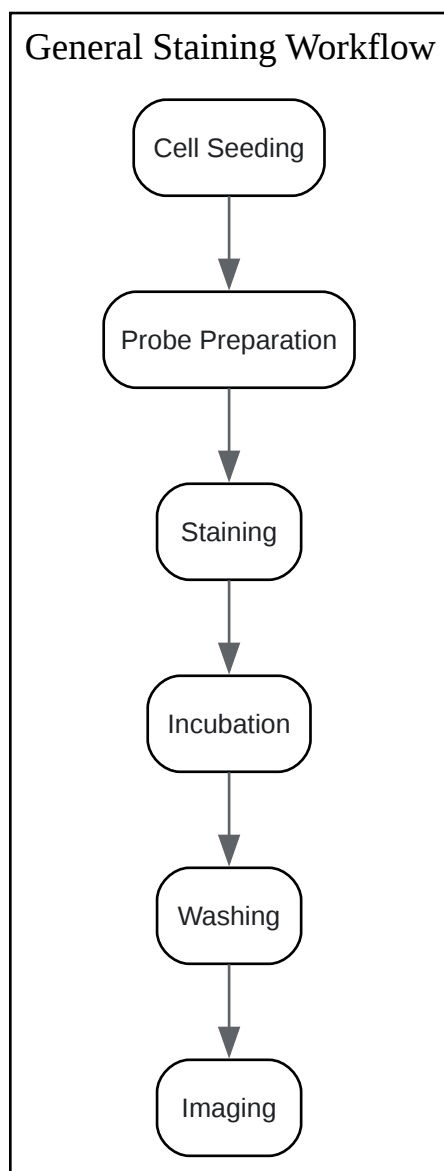 General Staining Workflow
Cell Seeding
Probe Preparation
Staining
Incubation
Washing
Imaging